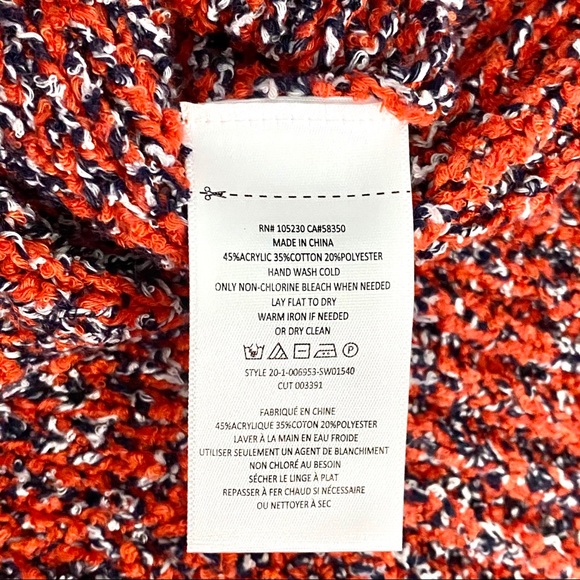 RN# 105230 CA#58350
MADE IN CHINA
45%ACRYLIC 35%COTTON 20%POLYESTER
HAND WASH COLD
ONLY NON-CHLORINE BLEACH WHEN NEEDED
LAY FLAT TO DRY
WARM IRON IF NEEDED
OR DRY CLEAN
P
STYLE 20-1-006953-SW01540
CUT 003391
FABRIQUÉ EN CHINE
45%ACRYLIQUE 35%COTON 20%POLYESTER
LAVER À LA MAIN EN EAU FROIDE
UTILISER SEULEMENT UN AGENT DE BLANCHIMENT
NON CHLORÉ AU BESOIN
SÉCHER LE LINGE À PLAT
REPASSER À FER CHAUD SI NÉCESSAIRE
OU NETTOYER À SEC